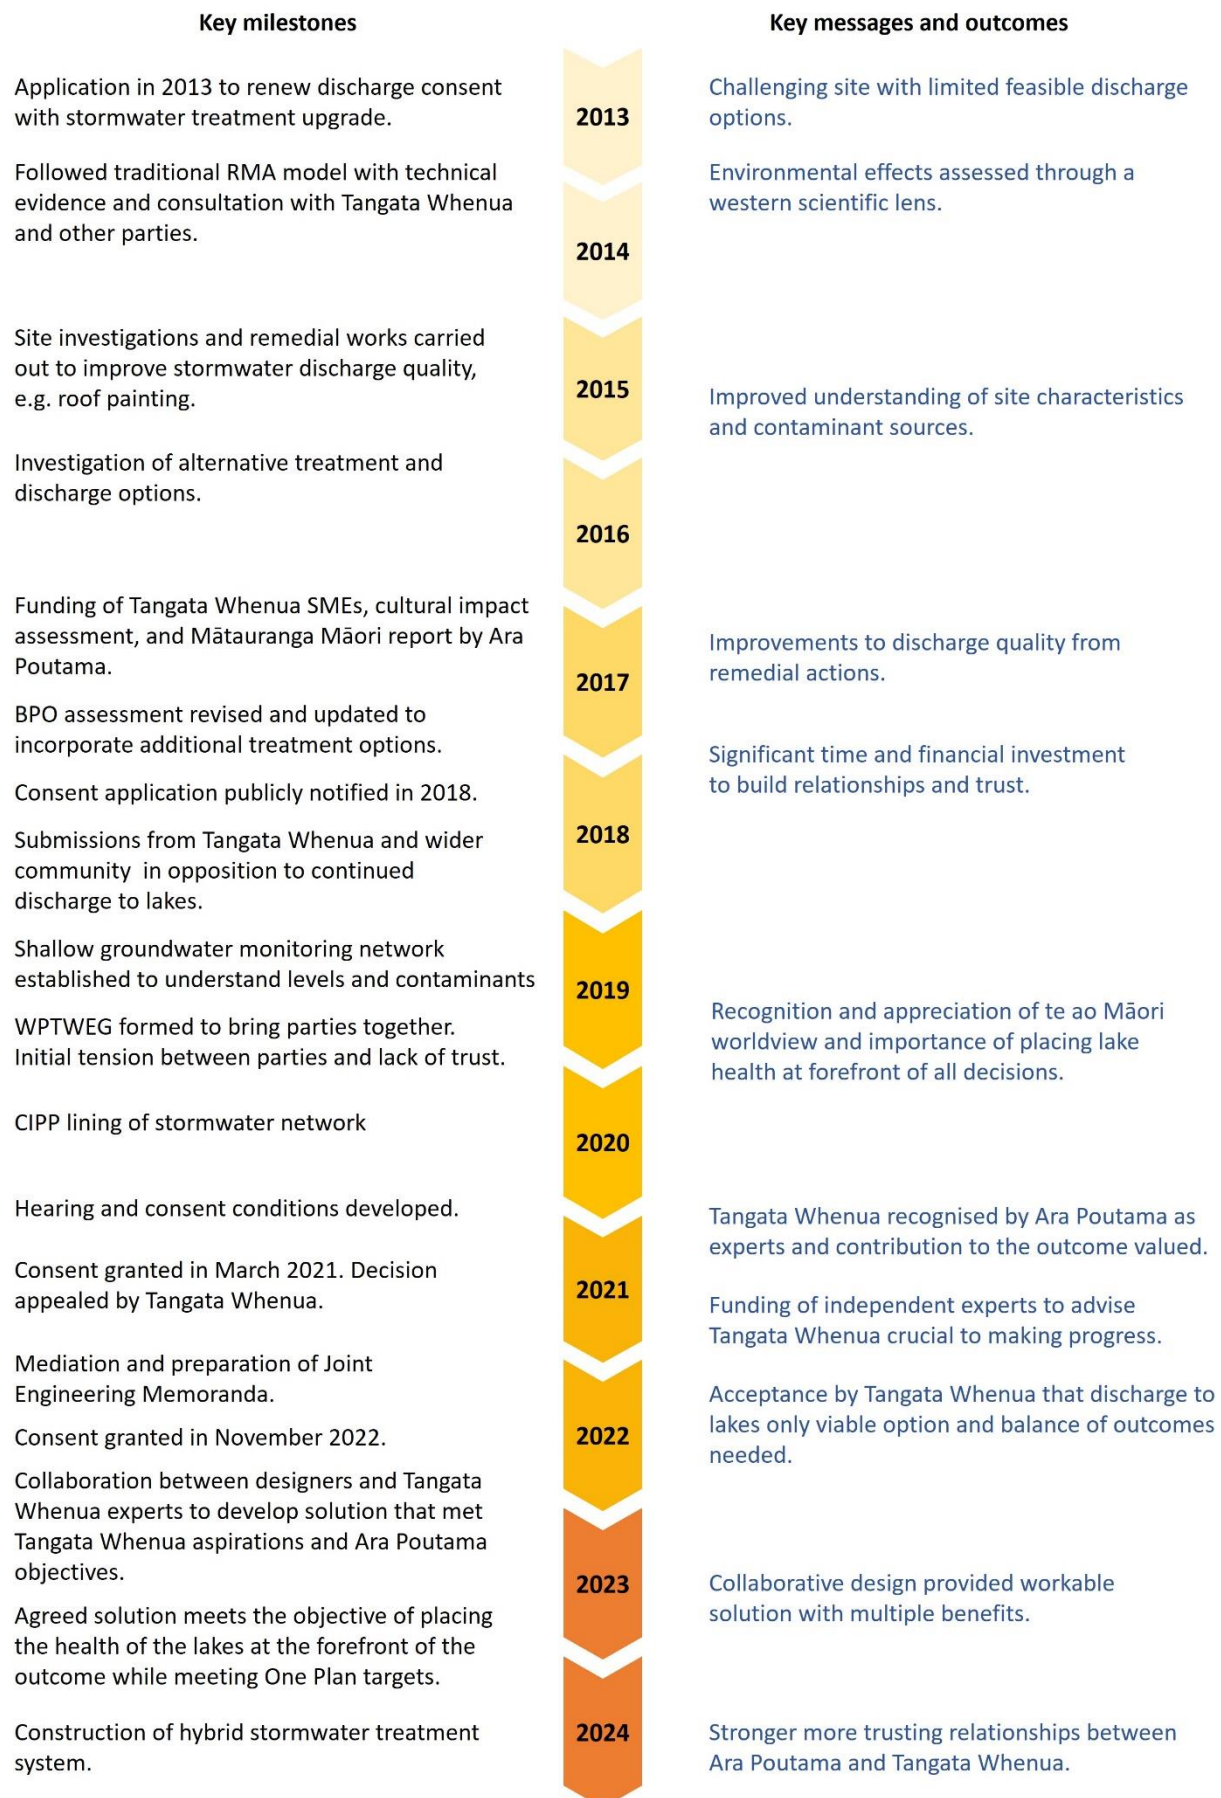 Key milestones
Key messages and outcomes
Application in 2013 to renew discharge consent
with stormwater treatment upgrade.
2013
Challenging site with limited feasible discharge
options.
Followed traditional RMA model with technical
evidence and consultation with Tangata Whenua
and other parties.
Environmental effects assessed through a
western scientific lens.
2014
Site investigations and remedial works carried
out to improve stormwater discharge quality,
e.g. roof painting.
2015
Improved understanding of site characteristics
and contaminant sources.
Investigation of alternative treatment and
discharge options.
2016
Funding of Tangata Whenua SMEs, cultural impact
assessment, and Mātauranga Māori report by Ara
Poutama.
2017
Improvements to discharge quality from
remedial actions.
BPO assessment revised and updated to
incorporate additional treatment options.
Significant time and financial investment
to build relationships and trust.
Consent application publicly notified in 2018.
2018
Submissions from Tangata Whenua and wider
community in opposition to continued
discharge to lakes.
Shallow groundwater monitoring network
established to understand levels and contaminants
2019
WPTWEG formed to bring parties together.
Initial tension between parties and lack of trust.
Recognition and appreciation of te ao Māori
worldview and importance of placing lake
health at forefront of all decisions.
CIPP lining of stormwater network
2020
Hearing and consent conditions developed.
Tangata Whenua recognised by Ara Poutama as
experts and contribution to the outcome valued.
Consent granted in March 2021. Decision
appealed by Tangata Whenua.
2021
Funding of independent experts to advise
Tangata Whenua crucial to making progress.
Mediation and preparation of Joint
Engineering Memoranda.
Acceptance by Tangata Whenua that discharge to
lakes only viable option and balance of outcomes
needed.
Consent granted in November 2022.
2022
Collaboration between designers and Tangata
Whenua experts to develop solution that met
Tangata Whenua aspirations and Ara Poutama
objectives.
2023
Collaborative design provided workable
solution with multiple benefits.
Agreed solution meets the objective of placing
the health of the lakes at the forefront of the
outcome while meeting One Plan targets.
Construction of hybrid stormwater treatment
system.
2024
Stronger more trusting relationships between
Ara Poutama and Tangata Whenua.